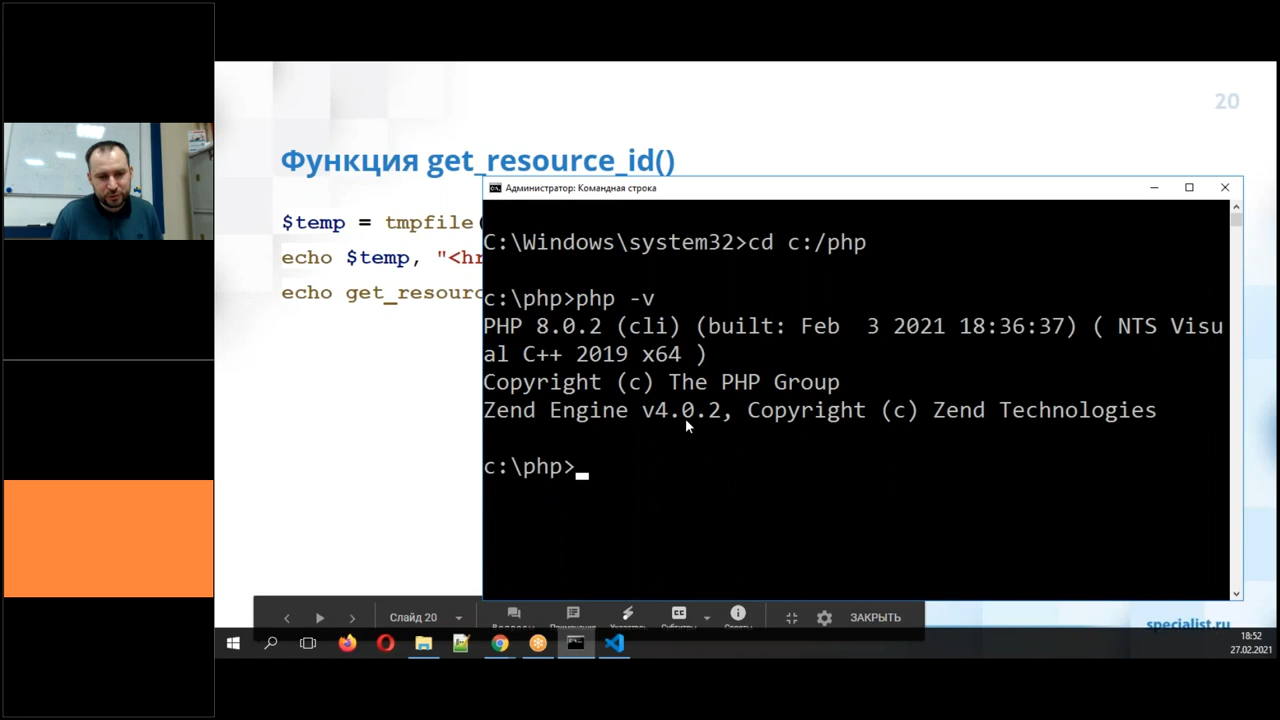 20
Функция get_resource_id()
$temp = tmpfile(
echo $temp, "<hr
echo get_resourc
Администратор: Командная строка
C:\Windows\system32>cd c:/php
c:\php>php -v
PHP 8.0.2 (cli) (built: Feb  3 2021 18:36:37) ( NTS Visu
al C++ 2019 x64 )
Copyright (c) The PHP Group
Zend Engine v4.0.2, Copyright (c) Zend Technologies
c:\php>
Слайд 20
ЗАКРЫТЬ
specialist.ru
18:52
27.02.2021